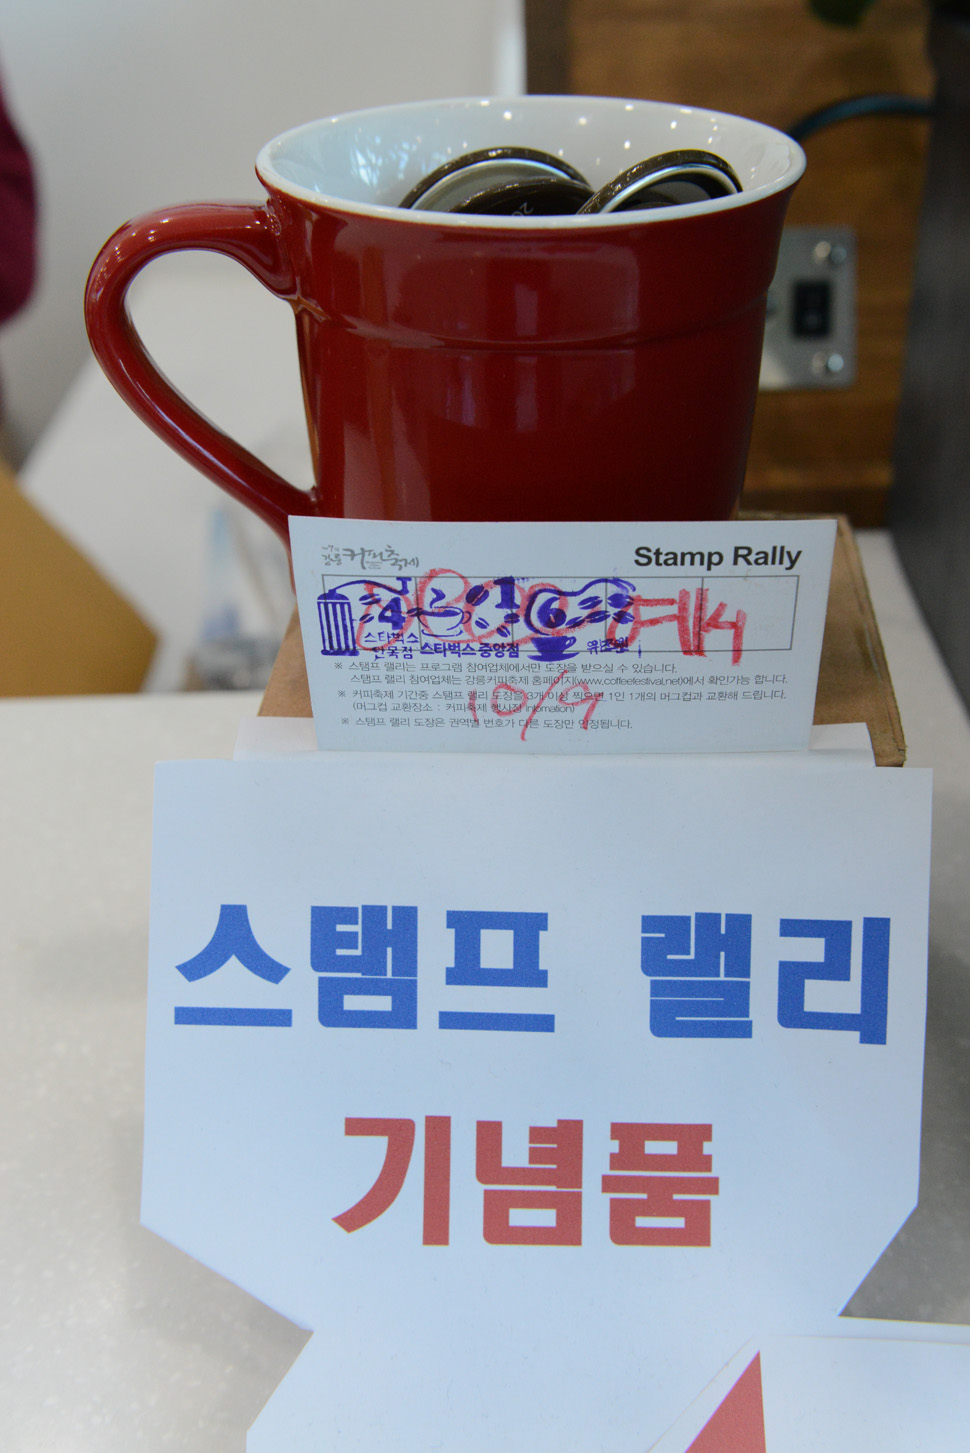 강릉 커피축제
Stamp Rally
4 1 6
스타벅스 스타벅스 중앙점
예시
※ 스탬프 랠리는 프로그램 참여업체에서만 도장을 받으실 수 있습니다.
스탬프 랠리 참여업체는 강릉커피축제 홈페이지(www.coffeefestival.net)에서 확인가능 합니다.
※ 커피축제 기간중 스탬프 랠리 도장을 3개 이상 찍으면 1인 1개의 머그컵과 교환해 드립니다.
(머그컵 교환장소 : 커피축제 행사장 Infomation)
※ 스탬프 랠리 도장은 권역별 번호가 다른 도장만 인정됩니다.
10/9
스탬프 랠리
기념품